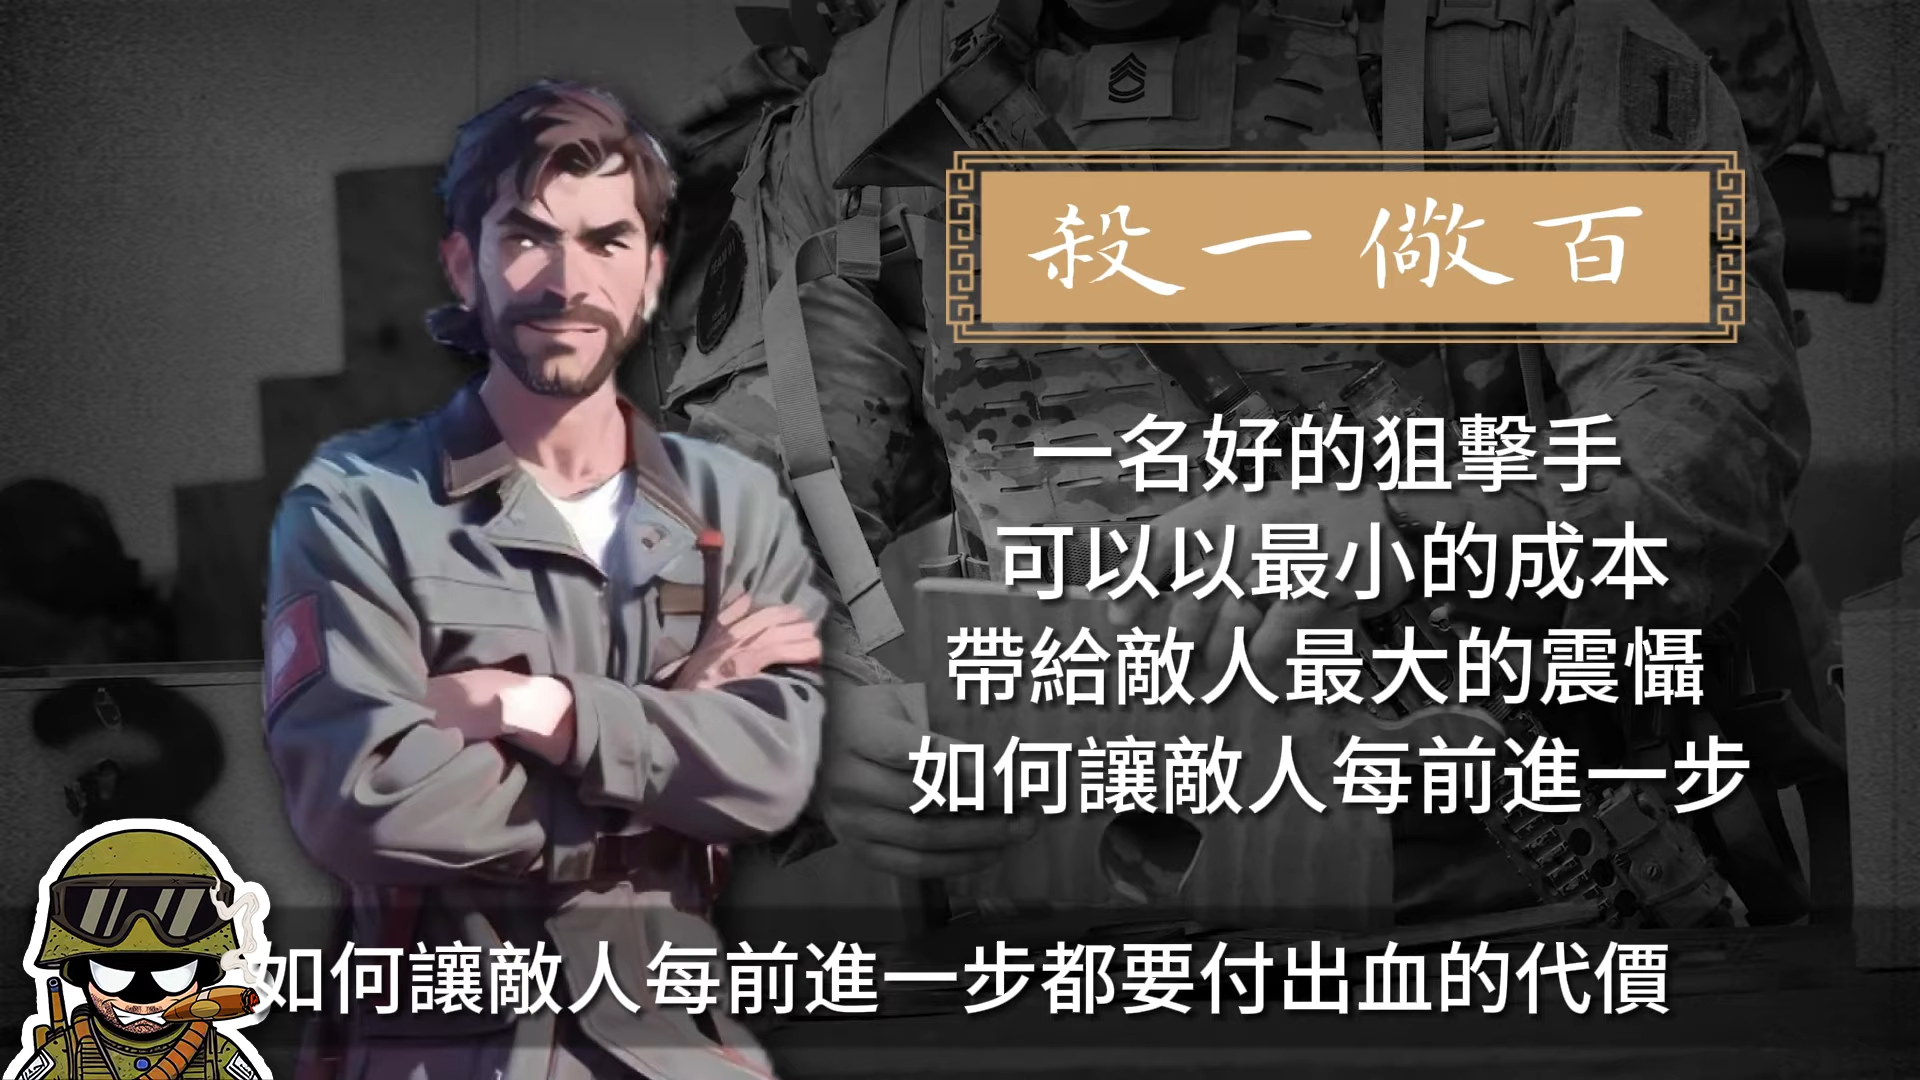 殺一儆百
一名好的狙擊手
可以以最小的成本
帶給敵人最大的震懾
如何讓敵人每前進一步
如何讓敵人每前進一步都要付出血的代價